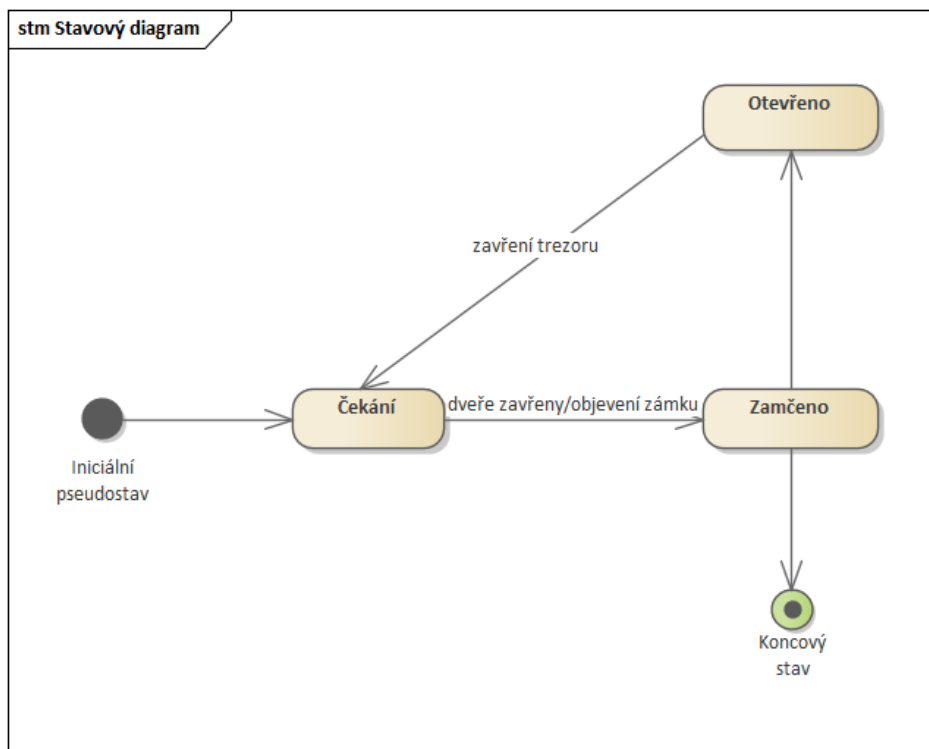 stm Stavový diagram
Otevřeno
zavření trezoru
Čekání
dveře zavřeny/objevení zámku
Zamčeno
Iniciální
pseudostav
Koncový
stav